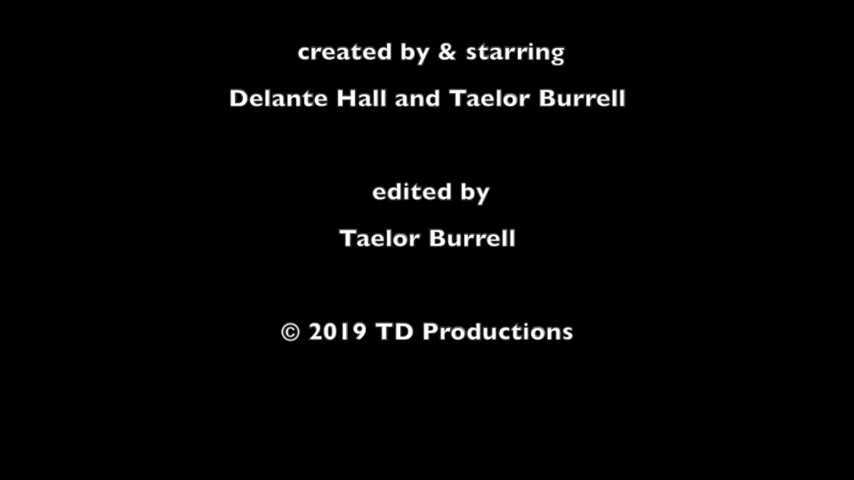 created by & starring
Delante Hall and Taelor Burrell
edited by
Taelor Burrell
© 2019 TD Productions